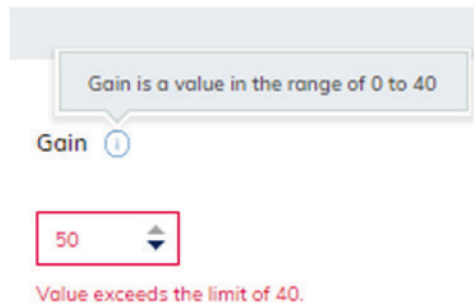 Gain is a value in the range of 0 to 40
Gain
50
Value exceeds the limit of 40.